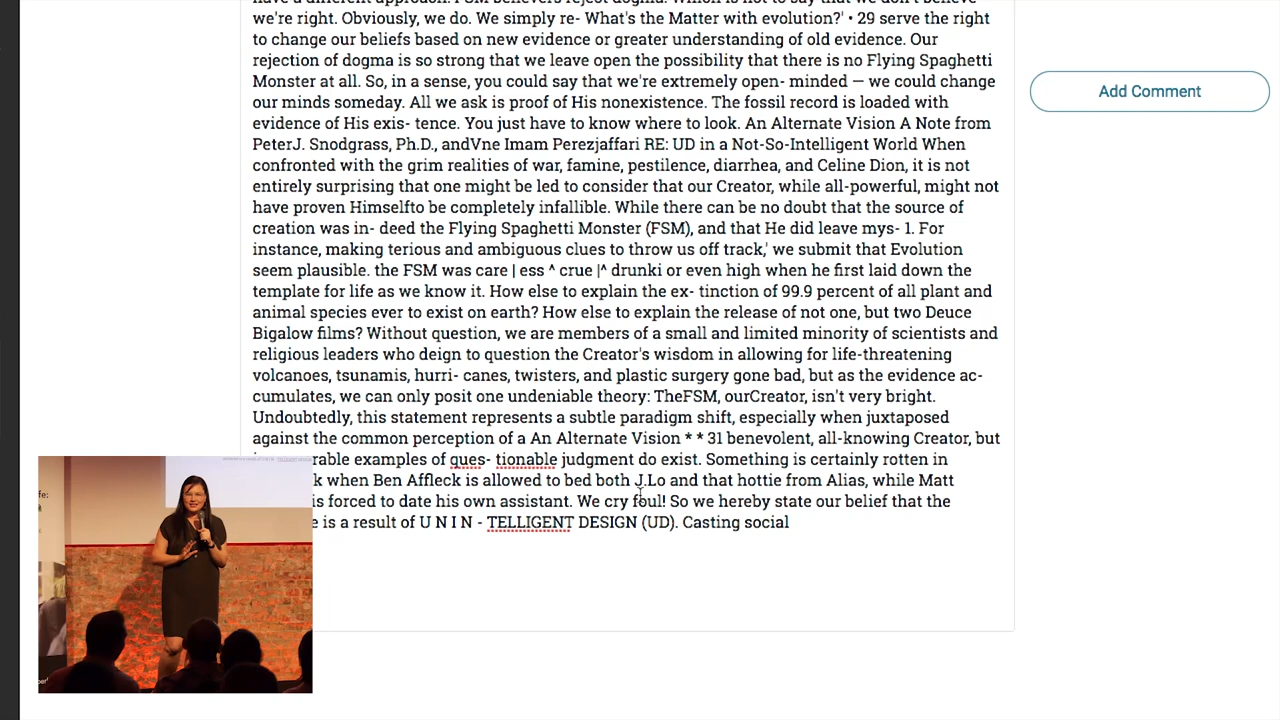 we're right. Obviously, we do. We simply re- What's the Matter with evolution?' • 29 serve the right
to change our beliefs based on new evidence or greater understanding of old evidence. Our
rejection of dogma is so strong that we leave open the possibility that there is no Flying Spaghetti
Monster at all. So, in a sense, you could say that we're extremely open- minded — we could change
our minds someday. All we ask is proof of His nonexistence. The fossil record is loaded with
evidence of His exis- tence. You just have to know where to look. An Alternate Vision A Note from
PeterJ. Snodgrass, Ph.D., andVne Imam Perezjaffari RE: UD in a Not-So-Intelligent World When
confronted with the grim realities of war, famine, pestilence, diarrhea, and Celine Dion, it is not
entirely surprising that one might be led to consider that our Creator, while all-powerful, might not
have proven Himselfto be completely infallible. While there can be no doubt that the source of
creation was in- deed the Flying Spaghetti Monster (FSM), and that He did leave mys- 1. For
instance, making terious and ambiguous clues to throw us off track,' we submit that Evolution
seem plausible. the FSM was care | ess ^ crue |^ drunki or even high when he first laid down the
template for life as we know it. How else to explain the ex- tinction of 99.9 percent of all plant and
animal species ever to exist on earth? How else to explain the release of not one, but two Deuce
Bigalow films? Without question, we are members of a small and limited minority of scientists and
religious leaders who deign to question the Creator's wisdom in allowing for life-threatening
volcanoes, tsunamis, hurri- canes, twisters, and plastic surgery gone bad, but as the evidence ac-
cumulates, we can only posit one undeniable theory: TheFSM, ourCreator, isn't very bright.
Undoubtedly, this statement represents a subtle paradigm shift, especially when juxtaposed
against the common perception of a An Alternate Vision * * 31 benevolent, all-knowing Creator, but
examples of ques- tionable judgment do exist. Something is certainly rotten in
when Ben Affleck is allowed to bed both J.Lo and that hottie from Alias, while Matt
is forced to date his own assistant. We cry foul! So we hereby state our belief that the
is a result of U N I N - TELLIGENT DESIGN (UD). Casting social
Add Comment